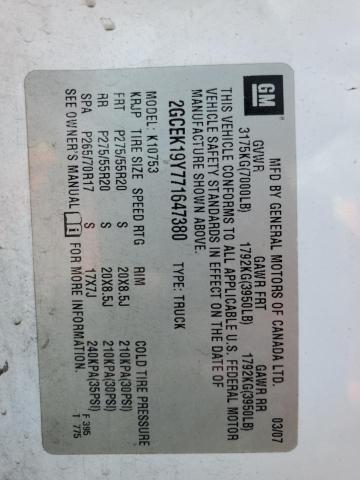 GM
MFD BY GENERAL MOTORS OF CANADA LTD. 03/07
GVWR GAWR FRT GAWR RR
3175KG(7000LB) 1792KG(3950LB) 1792KG(3950LB)
THIS VEHICLE CONFORMS TO ALL APPLICABLE U.S. FEDERAL MOTOR
VEHICLE SAFETY STANDARDS IN EFFECT ON THE DATE OF
MANUFACTURE SHOWN ABOVE.
2GCEK19Y771647380 TYPE: TRUCK
MODEL: K10753
KRJP TIRE SIZE SPEED RTG RIM COLD TIRE PRESSURE
FRT P275/55R20 S 20X8.5J 210KPA(30PSI)
RR P275/55R20 S 20X8.5J 210KPA(30PSI)
SPA P265/70R17 S 17X7J 240KPA(35PSI)
SEE OWNER'S MANUAL FOR MORE INFORMATION. F 395
T 775